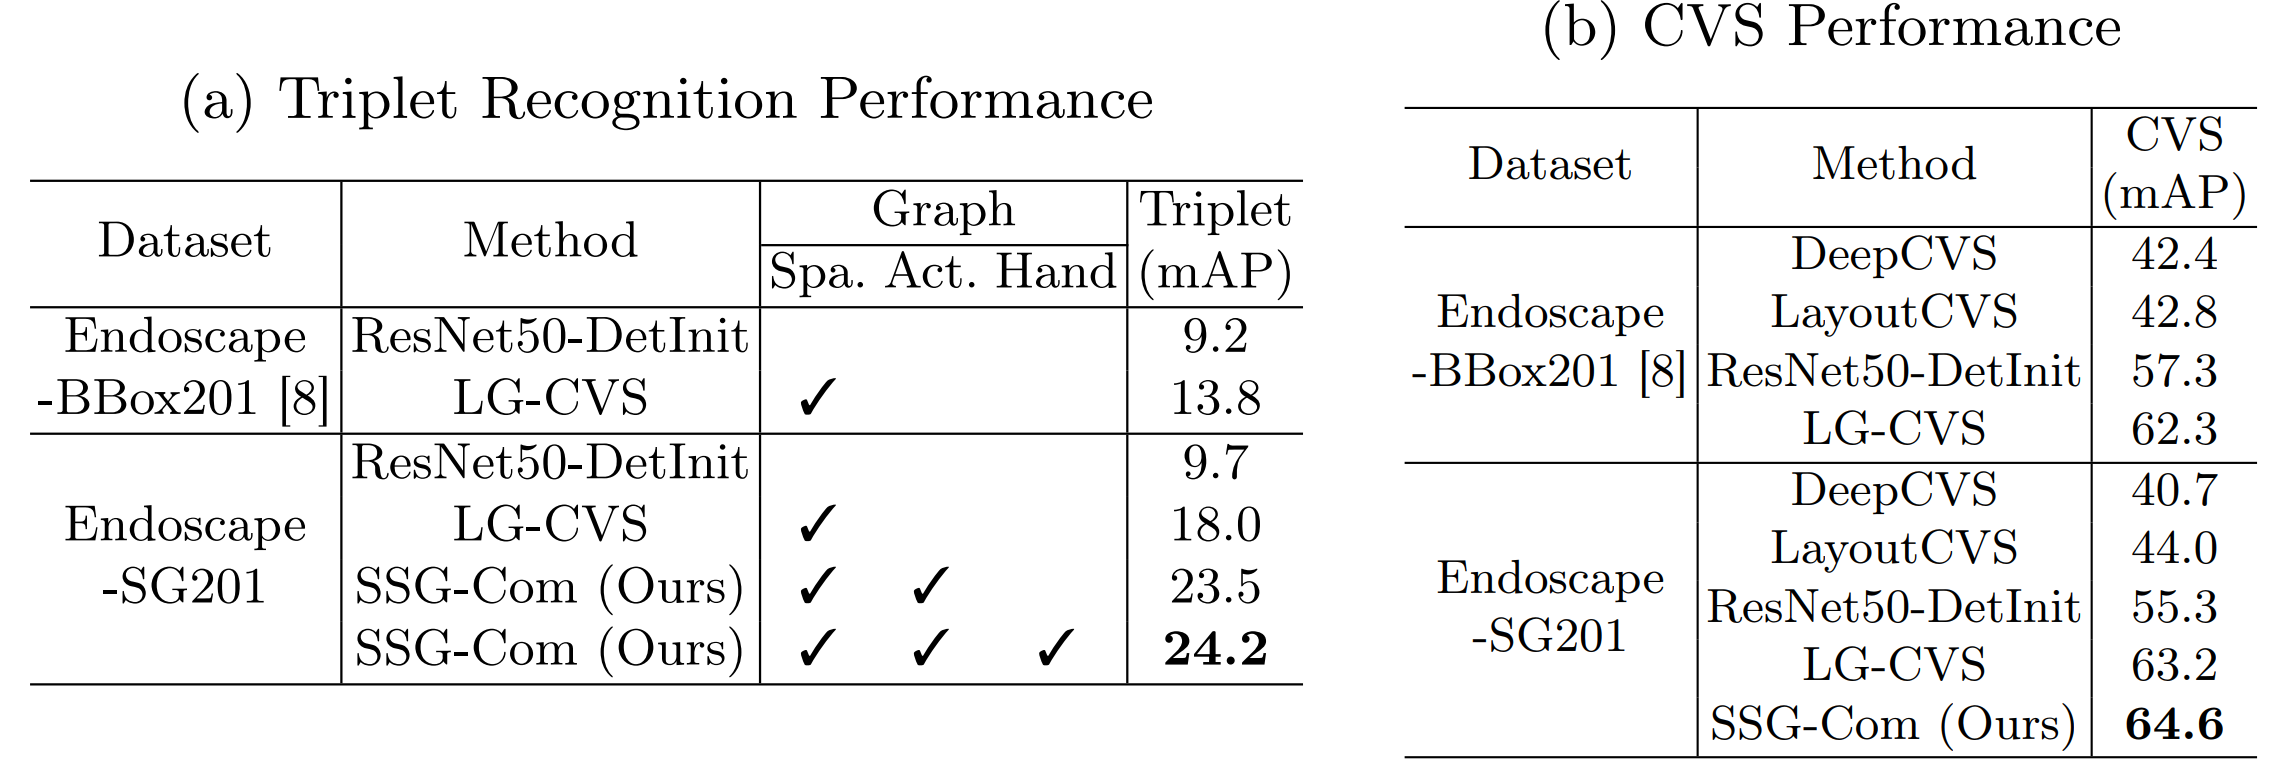 (a) Triplet Recognition Performance
Dataset Method Graph Triplet
Spa. Act. Hand (mAP)
Endoscape ResNet50-DetInit 9.2
-BBox201 [8] LG-CVS ✓ 13.8
ResNet50-DetInit 9.7
Endoscape LG-CVS ✓ 18.0
-SG201 SSG-Com (Ours) ✓ ✓ 23.5
SSG-Com (Ours) ✓ ✓ ✓ 24.2
(b) CVS Performance
Dataset Method CVS
(mAP)
DeepCVS 42.4
Endoscape LayoutCVS 42.8
-BBox201 [8] ResNet50-DetInit 57.3
LG-CVS 62.3
DeepCVS 40.7
LayoutCVS 44.0
Endoscape
ResNet50-DetInit 55.3
-SG201
LG-CVS 63.2
SSG-Com (Ours) 64.6